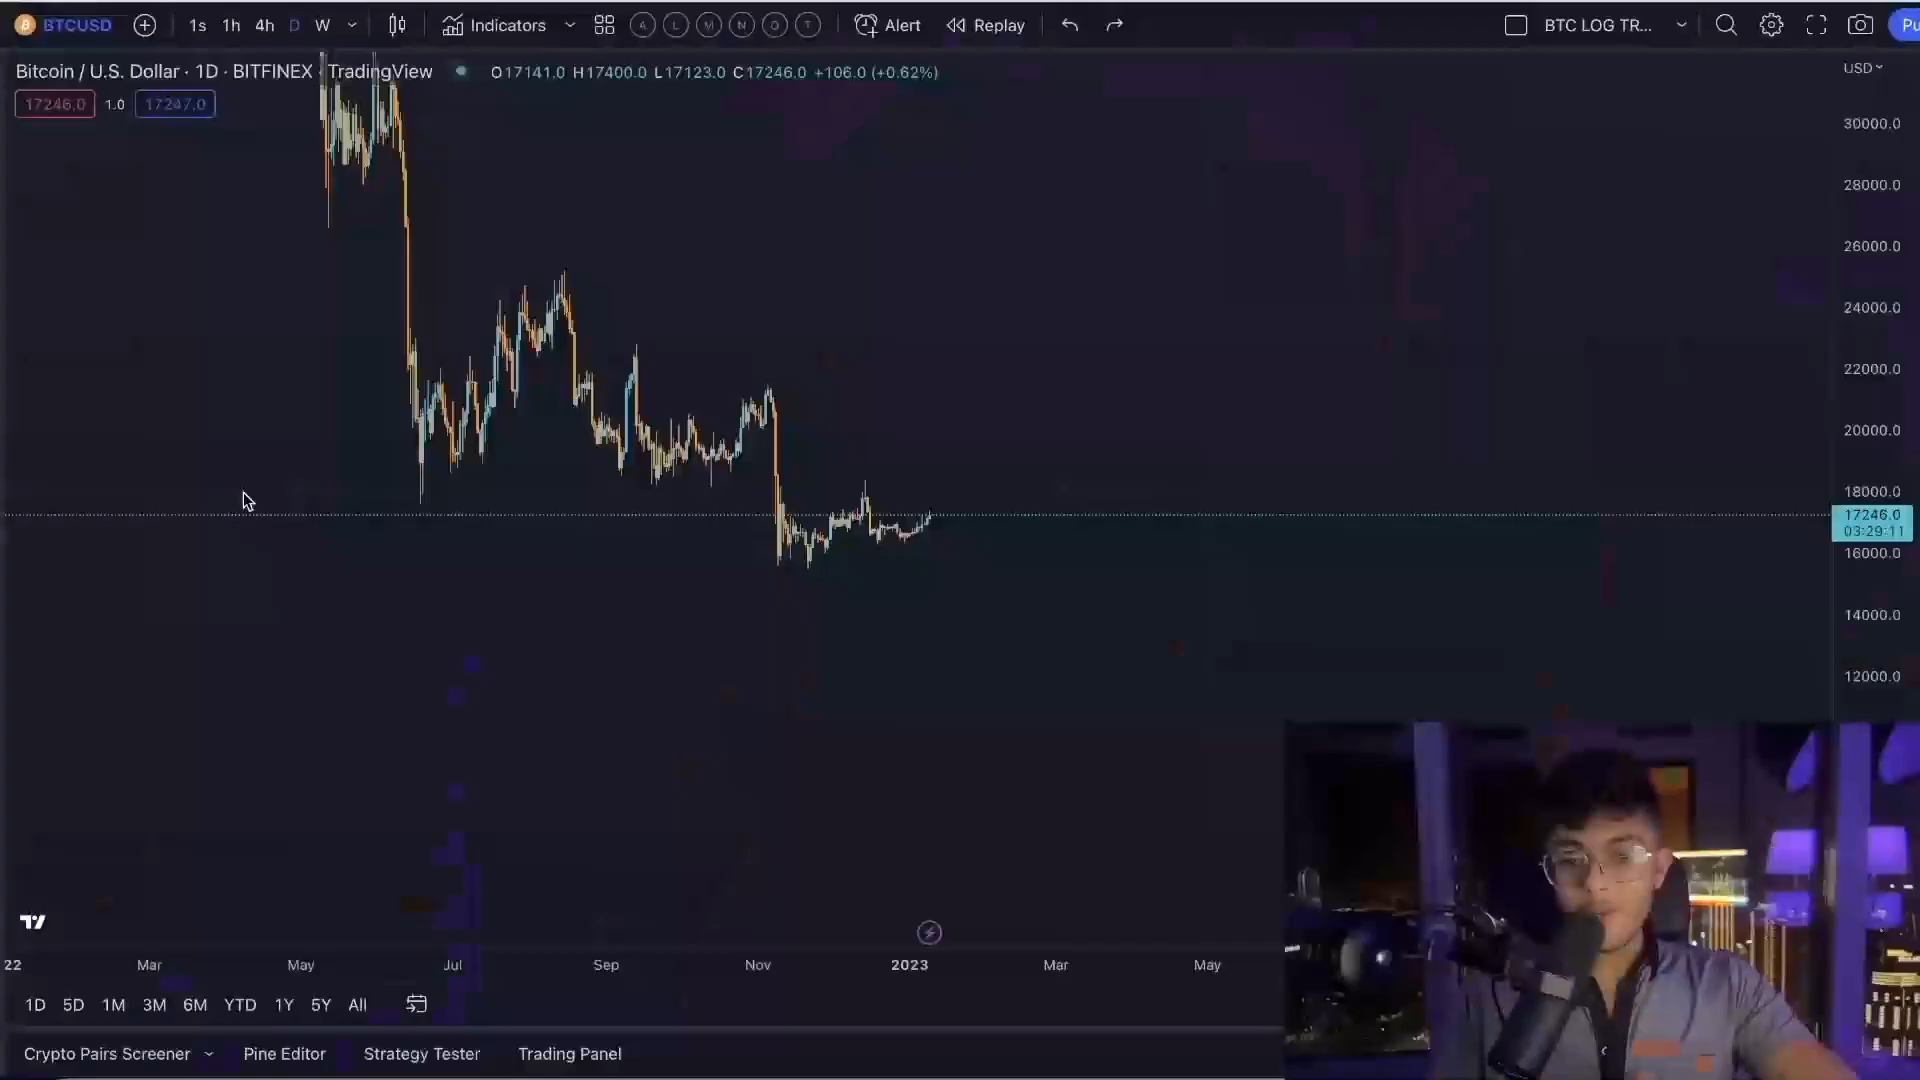 BTCUSD 1s 1h 4h D W Indicators A L M N O T Alert Replay BTC LOG TR... Pu
Bitcoin / U.S. Dollar · 1D · BITFINEX · TradingView O17141.0 H17400.0 L17123.0 C17246.0 +106.0 (+0.62%) USD
17246.0 1.0 17247.0
30000.0
28000.0
26000.0
24000.0
22000.0
20000.0
18000.0
17246.0
03:29:11
16000.0
14000.0
12000.0
22 Mar May Jul Sep Nov 2023 Mar May
1D 5D 1M 3M 6M YTD 1Y 5Y All
Crypto Pairs Screener Pine Editor Strategy Tester Trading Panel